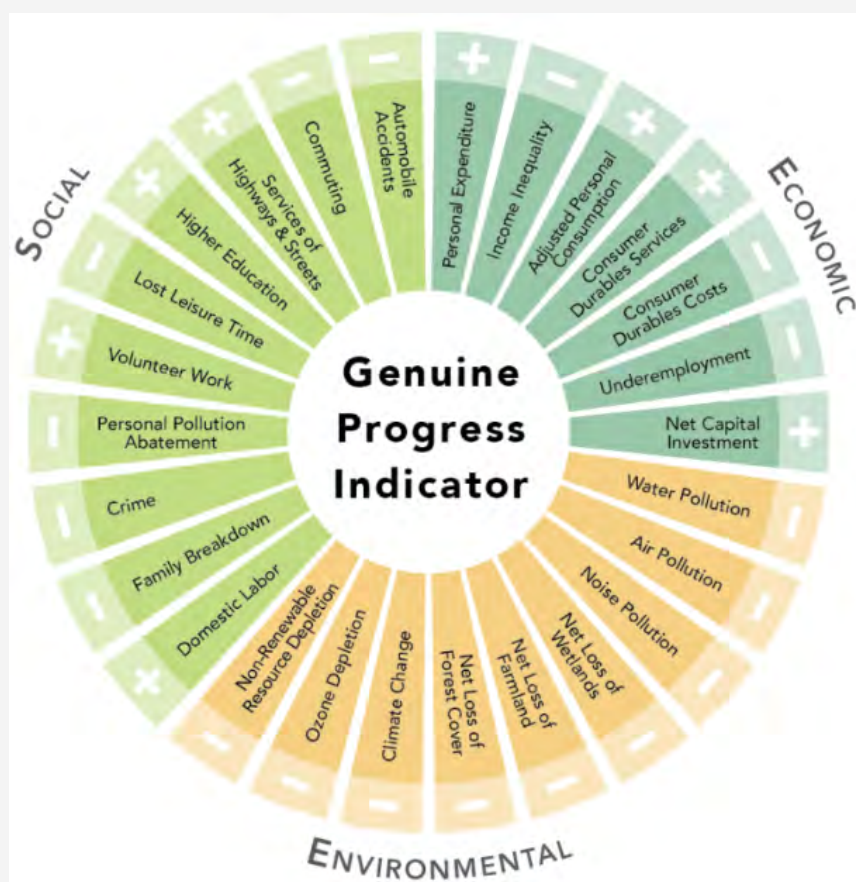 SOCIAL
ECONOMIC
ENVIRONMENTAL
Genuine
Progress
Indicator
+
Personal Expenditure
-
Income Inequality
+
Adjusted Personal
Consumption
+
Consumer
Durables Services
-
Consumer
Durables Costs
-
Underemployment
+
Net Capital
Investment
-
Water Pollution
-
Air Pollution
-
Noise Pollution
-
Net Loss of
Wetlands
-
Net Loss of
Farmland
-
Net Loss of
Forest Cover
-
Climate Change
-
Ozone Depletion
-
Non-Renewable
Resource Depletion
+
Domestic Labor
-
Family Breakdown
-
Crime
-
Personal Pollution
Abatement
+
Volunteer Work
-
Lost Leisure Time
+
Higher Education
+
Services of
Highways & Streets
-
Commuting
-
Automobile
Accidents